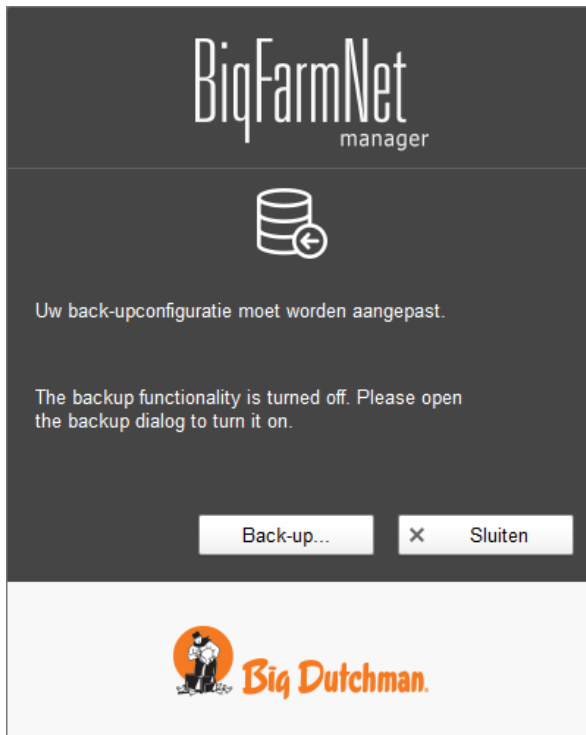 BigFarmNet
manager
Uw back-upconfiguratie moet worden aangepast.
The backup functionality is turned off. Please open
the backup dialog to turn it on.
Back-up...
Sluiten
Big Dutchman.